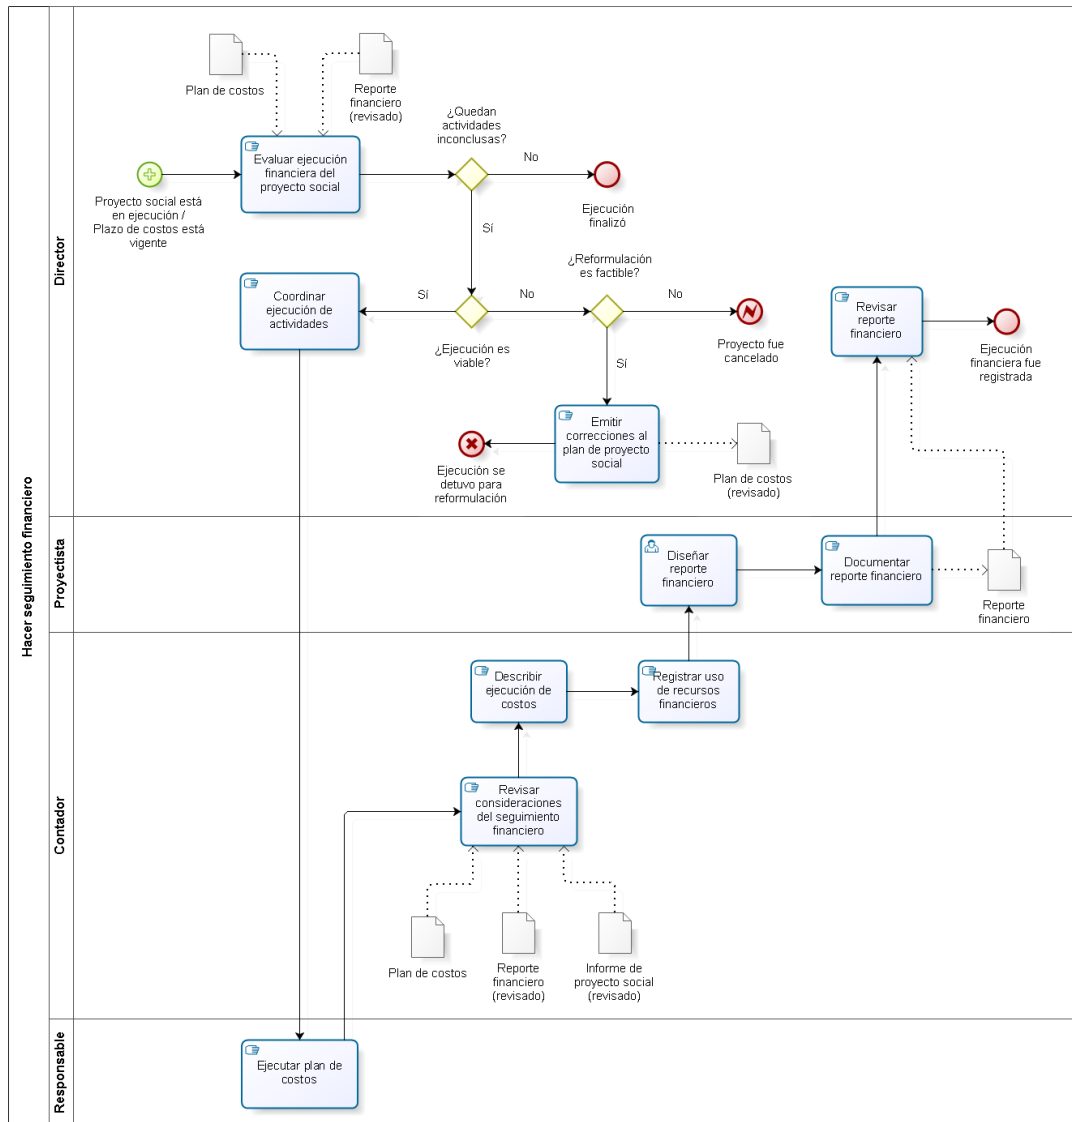 Hacer seguimiento financiero
Director
Plan de costos
Reporte
financiero
(revisado)
¿Quedan
actividades
inconclusas?
Evaluar ejecución
financiera del
proyecto social
No
Proyecto social está
en ejecución /
Plazo de costos está
vigente
Ejecución
finalizó
Sí
¿Reformulación
es factible?
Coordinar
ejecución de
actividades
Sí
No
No
Revisar
reporte
financiero
¿Ejecución es
viable?
Proyecto fue
cancelado
Ejecución
financiera fue
registrada
Sí
Emitir
correcciones al
plan de proyecto
social
Ejecución se
detuvo para
reformulación
Plan de costos
(revisado)
Proyectista
Diseñar
reporte
financiero
Documentar
reporte financiero
Reporte
financiero
Contador
Describir
ejecución de
costos
Registrar uso
de recursos
financieros
Revisar
consideraciones
del seguimiento
financiero
Plan de costos
Reporte
financiero
(revisado)
Informe de
proyecto social
(revisado)
Responsable
Ejecutar plan de
costos